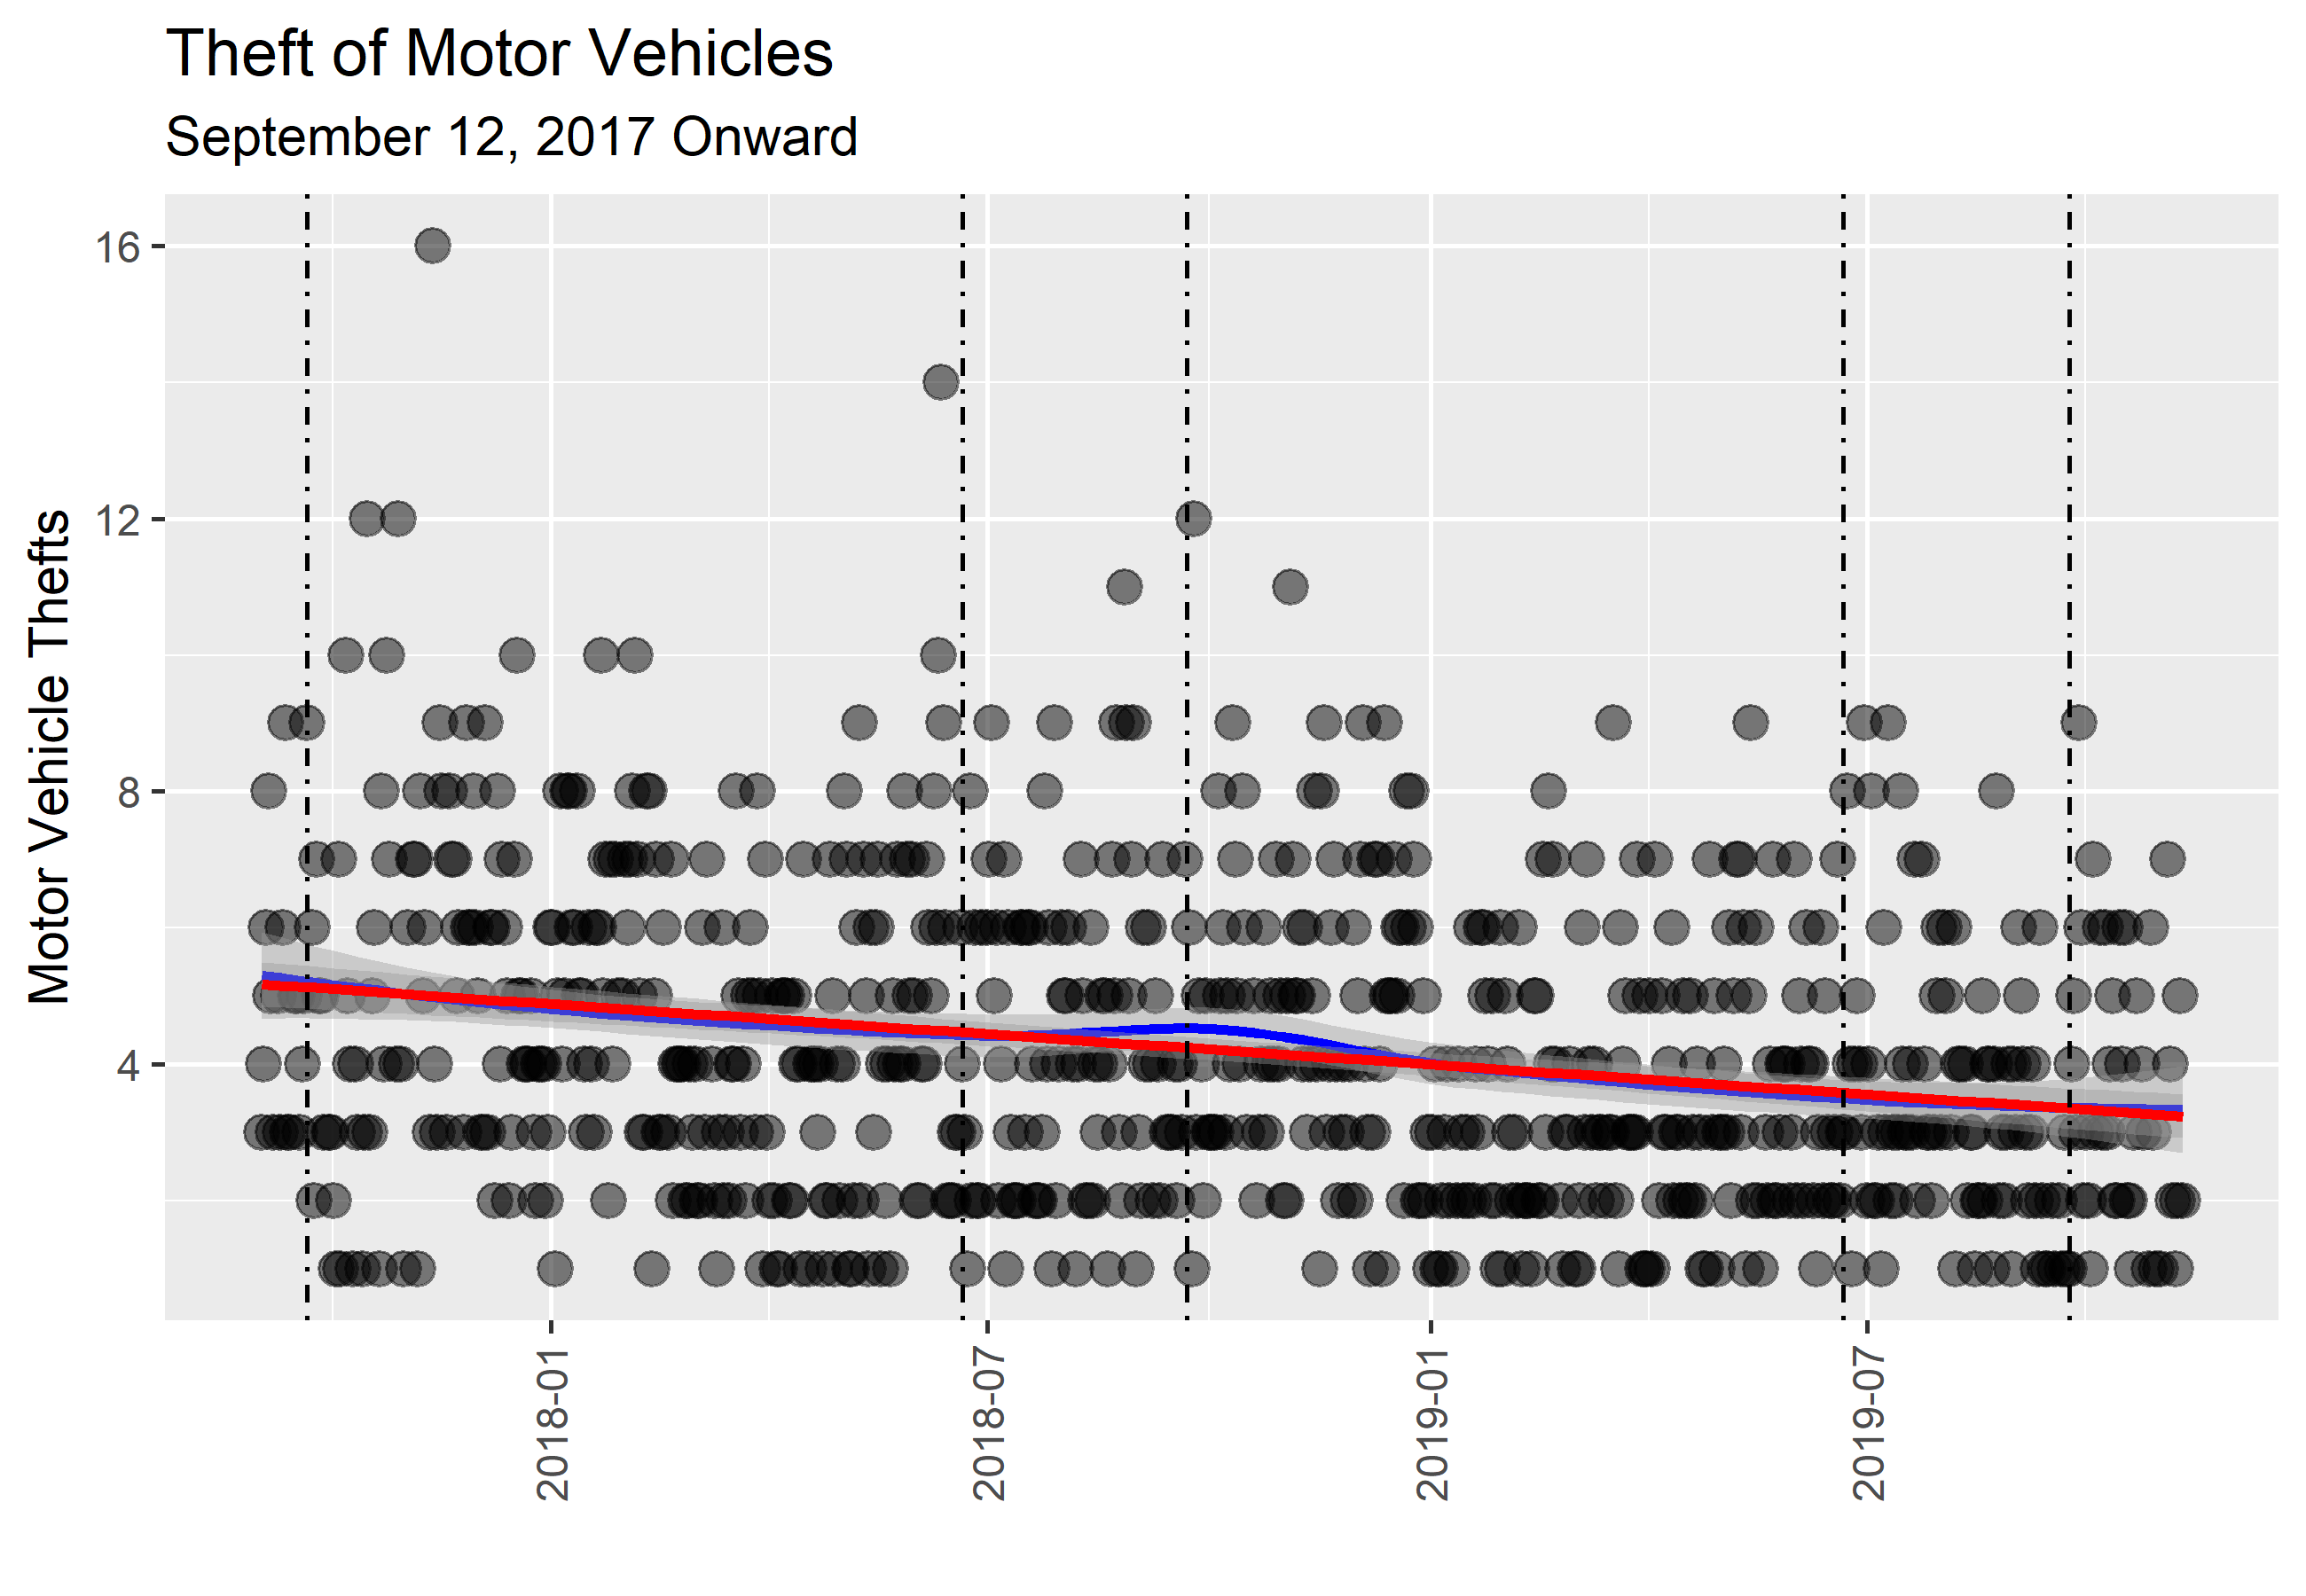 Theft of Motor Vehicles
September 12, 2017 Onward
Motor Vehicle Thefts
16
12
8
4
2018-01
2018-07
2019-01
2019-07